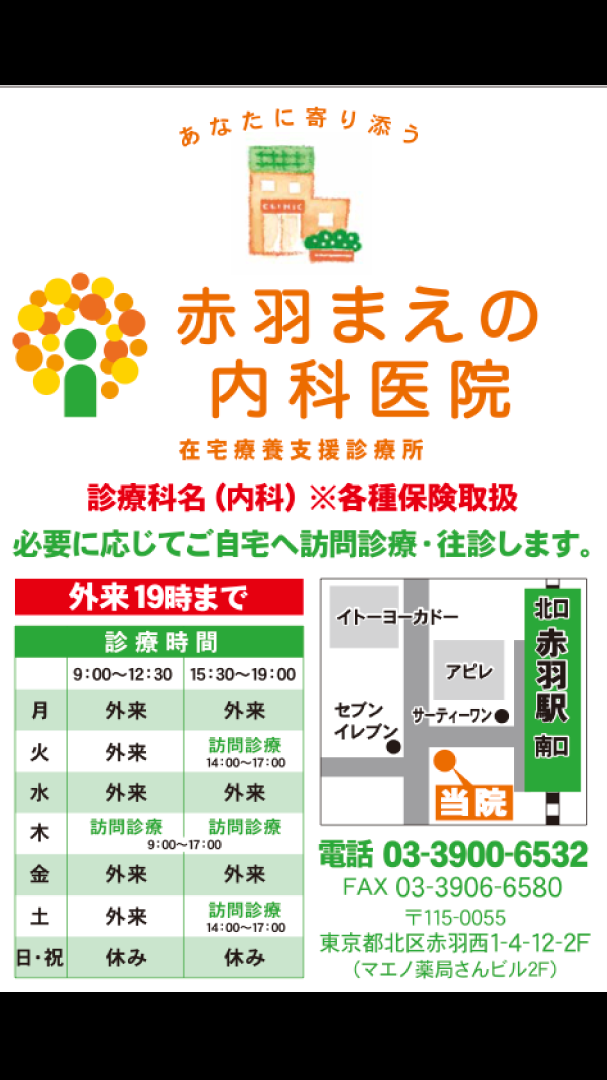 あなたに寄り添う
CLINIC
赤羽まえの
内科医院
在宅療養支援診療所
診療科名（内科）※各種保険取扱
必要に応じてご自宅へ訪問診療・往診します。
外来19時まで
診療時間
9：00〜12：30 15：30〜19：00
月 外来 外来
火 外来 訪問診療
14：00〜17：00
水 外来 外来
木 訪問診療 訪問診療
9：00〜17：00
金 外来 外来
土 外来 訪問診療
14：00〜17：00
日・祝 休み 休み
イトーヨーカドー
アピレ
セブン
イレブン
サーティーワン
北口
赤羽駅
南口
当院
電話 03-3900-6532
FAX 03-3906-6580
〒115-0055
東京都北区赤羽西1-4-12-2F
（マエノ薬局さんビル2F）